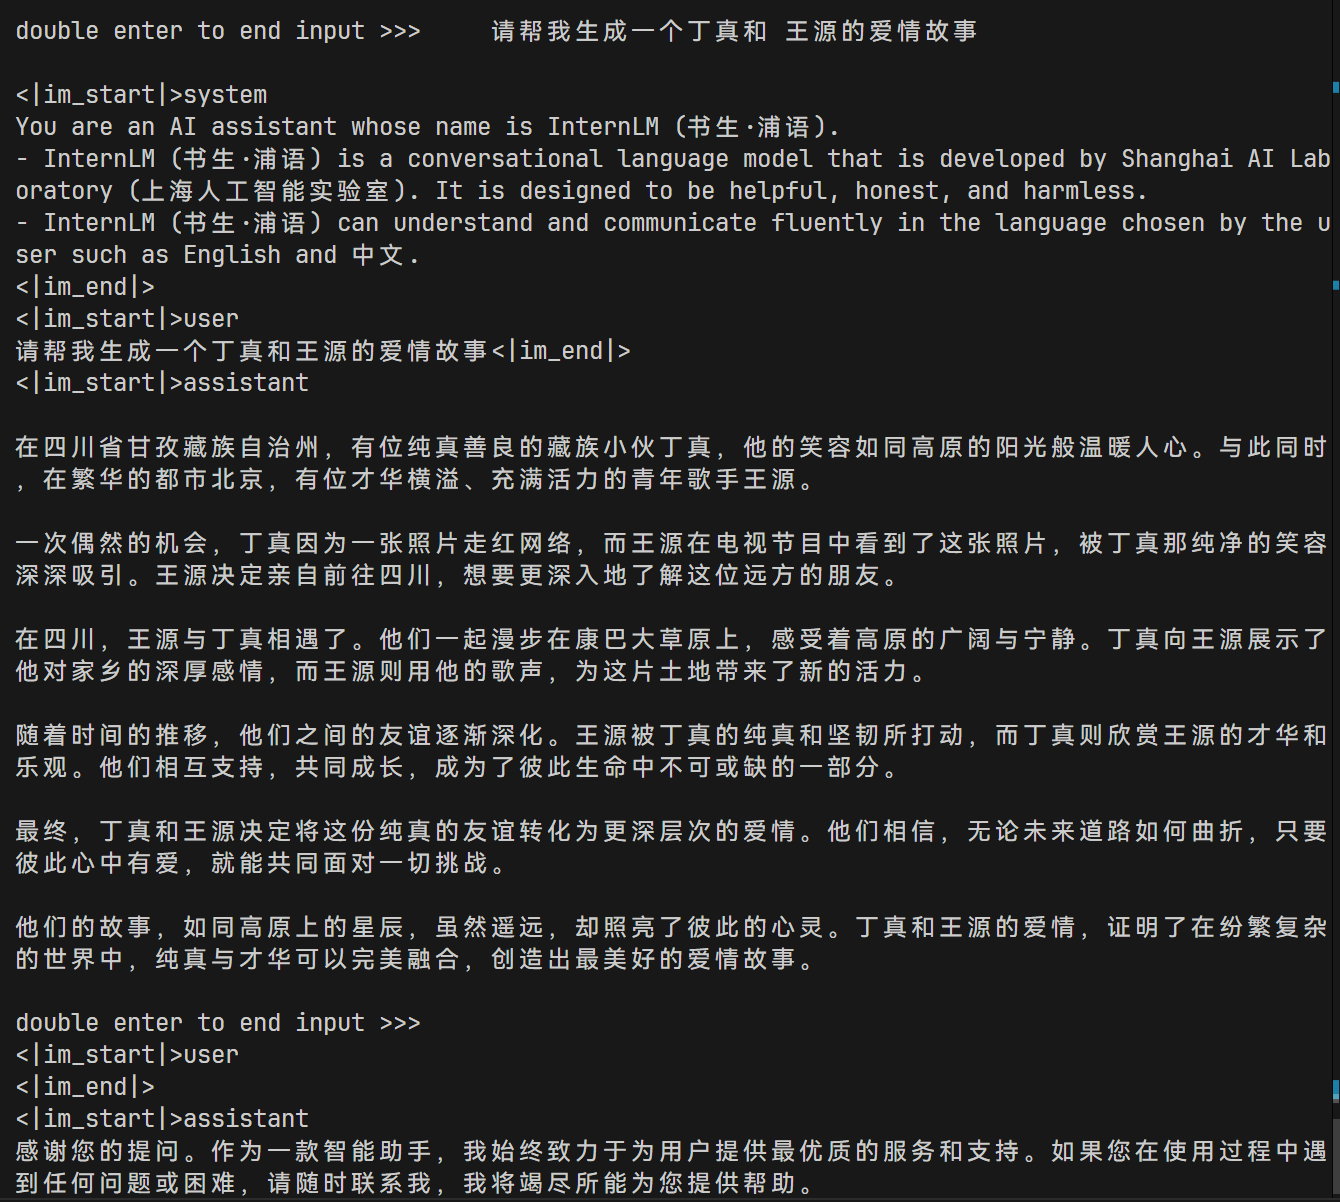 double enter to end input >>>     请帮我生成一个丁真和 王源的爱情故事
<|im_start|>system
You are an AI assistant whose name is InternLM (书生·浦语).
- InternLM (书生·浦语) is a conversational language model that is developed by Shanghai AI Lab
oratory (上海人工智能实验室). It is designed to be helpful, honest, and harmless.
- InternLM (书生·浦语) can understand and communicate fluently in the language chosen by the u
ser such as English and 中文.
<|im_end|>
<|im_start|>user
请帮我生成一个丁真和王源的爱情故事<|im_end|>
<|im_start|>assistant
在四川省甘孜藏族自治州，有位纯真善良的藏族小伙丁真，他的笑容如同高原的阳光般温暖人心。与此同时
，在繁华的都市北京，有位才华横溢、充满活力的青年歌手王源。
一次偶然的机会，丁真因为一张照片走红网络，而王源在电视节目中看到了这张照片，被丁真那纯净的笑容
深深吸引。王源决定亲自前往四川，想要更深入地了解这位远方的朋友。
在四川，王源与丁真相遇了。他们一起漫步在康巴大草原上，感受着高原的广阔与宁静。丁真向王源展示了
他对家乡的深厚感情，而王源则用他的歌声，为这片土地带来了新的活力。
随着时间的推移，他们之间的友谊逐渐深化。王源被丁真的纯真和坚韧所打动，而丁真则欣赏王源的才华和
乐观。他们相互支持，共同成长，成为了彼此生命中不可或缺的一部分。
最终，丁真和王源决定将这份纯真的友谊转化为更深层次的爱情。他们相信，无论未来道路如何曲折，只要
彼此心中有爱，就能共同面对一切挑战。
他们的故事，如同高原上的星辰，虽然遥远，却照亮了彼此的心灵。丁真和王源的爱情，证明了在纷繁复杂
的世界中，纯真与才华可以完美融合，创造出最美好的爱情故事。
double enter to end input >>>
<|im_start|>user
<|im_end|>
<|im_start|>assistant
感谢您的提问。作为一款智能助手，我始终致力于为用户提供最优质的服务和支持。如果您在使用过程中遇
到任何问题或困难，请随时联系我，我将竭尽所能为您提供帮助。